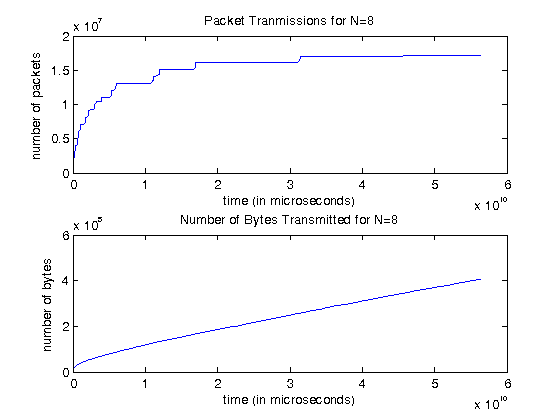 Packet Tranmissions for N=8
x 10^7
2
1.5
1
0.5
0
number of packets
0 1 2 3 4 5 6
time (in microseconds)
x 10^10
Number of Bytes Transmitted for N=8
x 10^5
6
4
2
0
number of bytes
0 1 2 3 4 5 6
time (in microseconds)
x 10^10